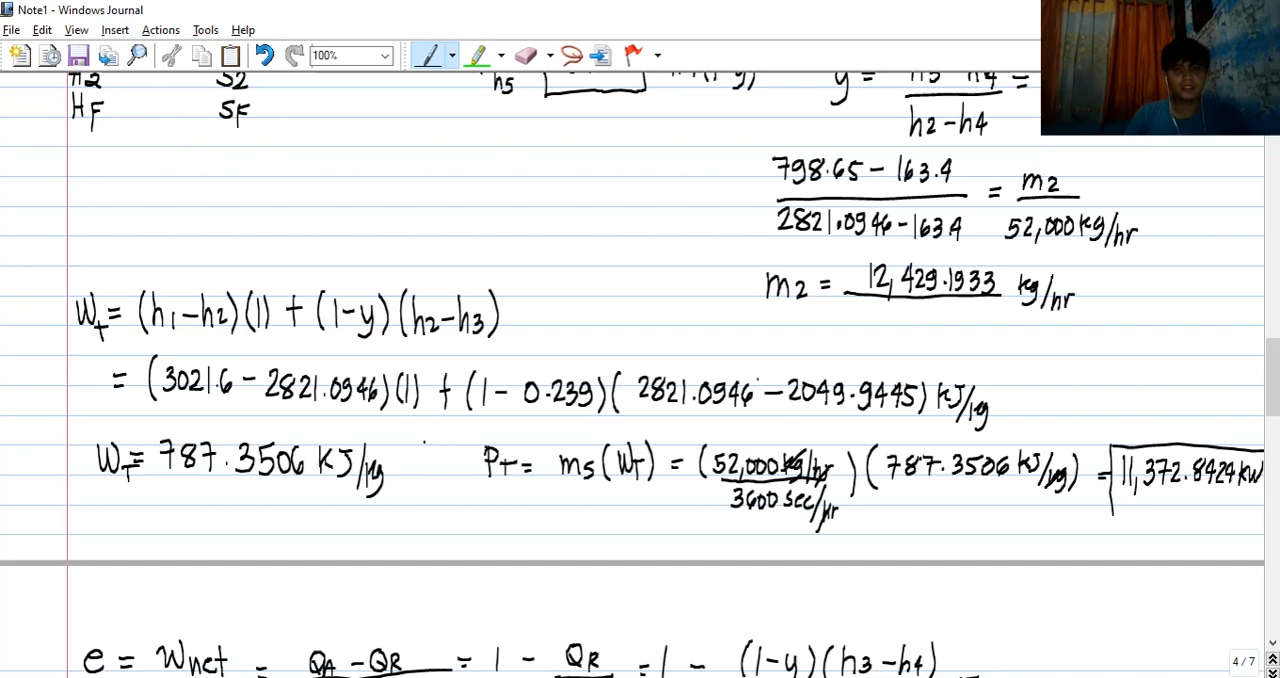 Note1 - Windows Journal
File Edit View Insert Actions Tools Help
100%
h2 S2
HF SF
h5
y = h5 - h4 =
h2 - h4
798.65 - 163.4 = m2
2821.0946 - 163.4 52,000 kg/hr
m2 = 12,429.1933 kg/hr
WT = (h1 - h2)(1) + (1 - y)(h2 - h3)
= (3021.6 - 2821.0946)(1) + (1 - 0.239)(2821.0946 - 2049.9445) KJ/kg
WT = 787.3506 KJ/kg PT = ms(WT) = (52,000 kg/hr)(787.3506 KJ/kg) = 11,372.8424 KW
3600 sec/hr
4 / 7
e = Wnet = QA - QR = 1 - QR = 1 - (1 - y)(h3 - h4)